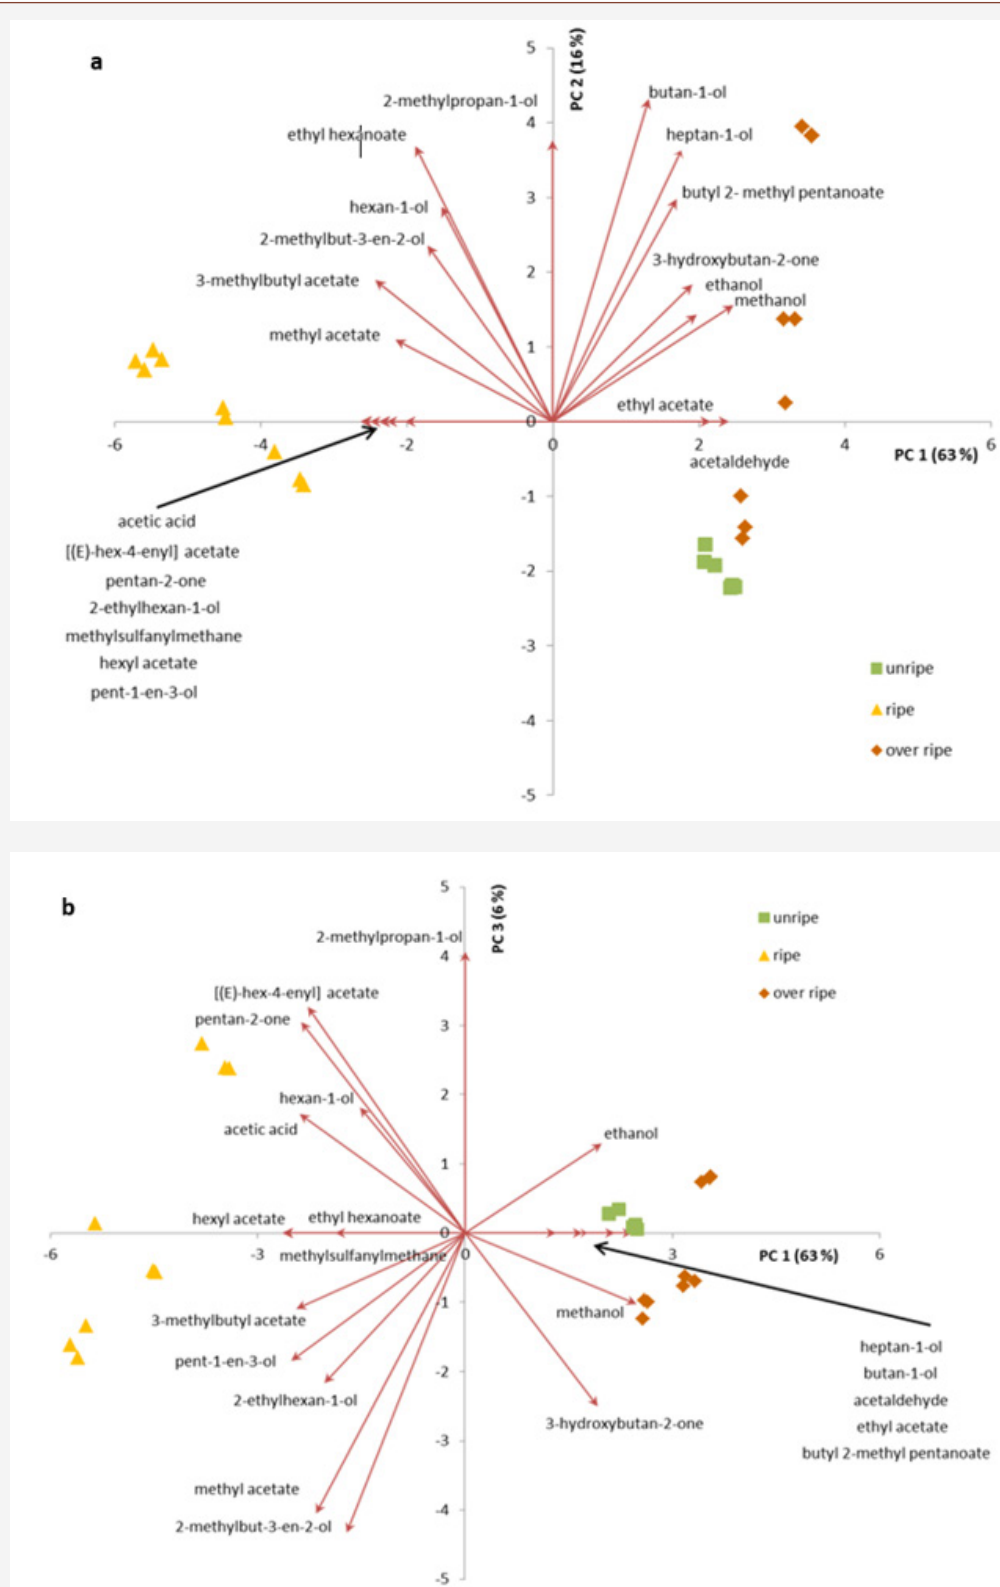 a
PC 2 (16%)
5
2-methylpropan-1-ol
butan-1-ol
4
ethyl hexanoate
heptan-1-ol
3
butyl 2- methyl pentanoate
hexan-1-ol
2-methylbut-3-en-2-ol
3-hydroxybutan-2-one
2
3-methylbutyl acetate
ethanol
methanol
methyl acetate
1
ethyl acetate
0
-6
-4
-2
0
2
4
6
PC 1 (63%)
acetaldehyde
-1
acetic acid
[(E)-hex-4-enyl] acetate
-2
pentan-2-one
2-ethylhexan-1-ol
methylsulfanylmethane
-3
hexyl acetate
unripe
pent-1-en-3-ol
ripe
-4
over ripe
-5
b
PC 3 (6%)
5
unripe
2-methylpropan-1-ol
4
ripe
[(E)-hex-4-enyl] acetate
over ripe
pentan-2-one
3
2
hexan-1-ol
acetic acid
ethanol
1
hexyl acetate
ethyl hexanoate
0
-6
-3
methylsulfanylmethane
0
3
6
PC 1 (63%)
-1
methanol
3-methylbutyl acetate
heptan-1-ol
pent-1-en-3-ol
-2
butan-1-ol
2-ethylhexan-1-ol
acetaldehyde
3-hydroxybutan-2-one
ethyl acetate
-3
butyl 2-methyl pentanoate
methyl acetate
-4
2-methylbut-3-en-2-ol
-5